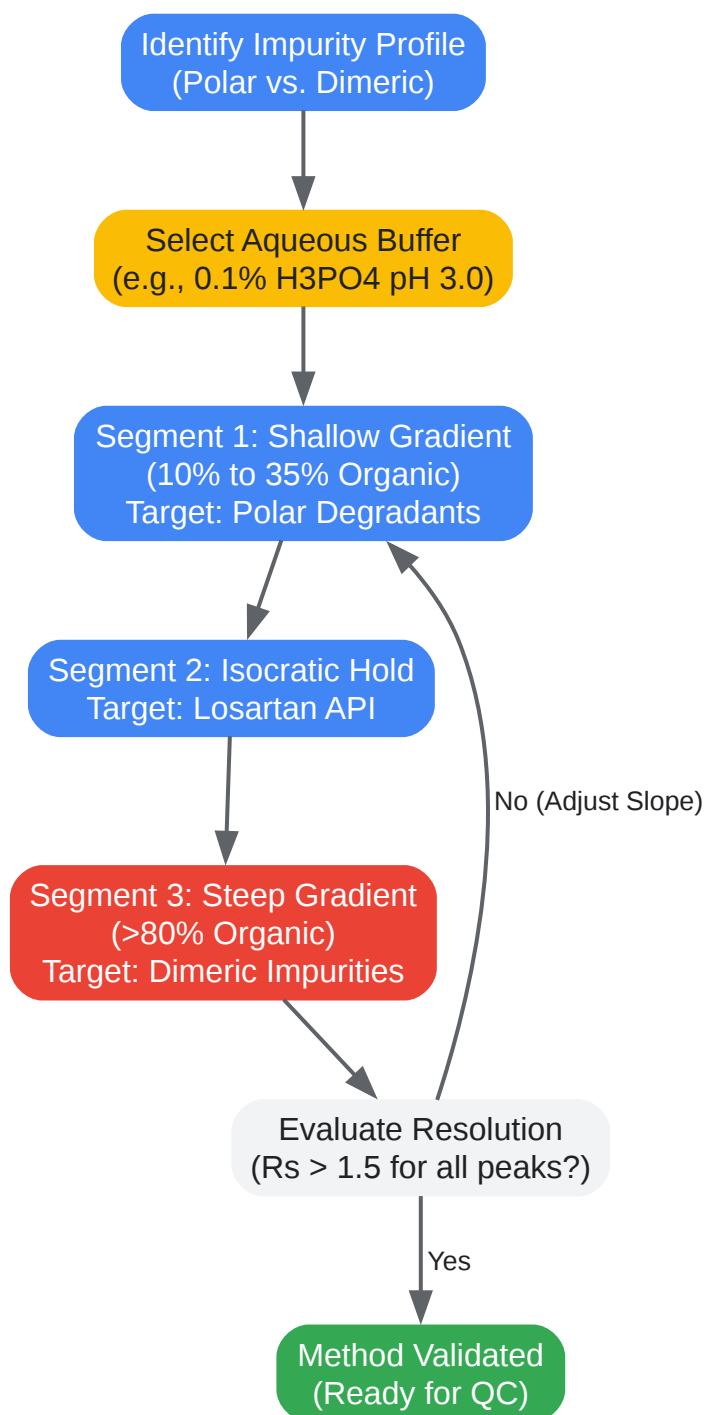 Identify Impurity Profile
(Polar vs. Dimeric)
Select Aqueous Buffer
(e.g., 0.1% H3PO4 pH 3.0)
Segment 1: Shallow Gradient
(10% to 35% Organic)
Target: Polar Degradants
Segment 2: Isocratic Hold
Target: Losartan API
No (Adjust Slope)
Segment 3: Steep Gradient
(>80% Organic)
Target: Dimeric Impurities
Evaluate Resolution
(Rs > 1.5 for all peaks?)
Yes
Method Validated
(Ready for QC)